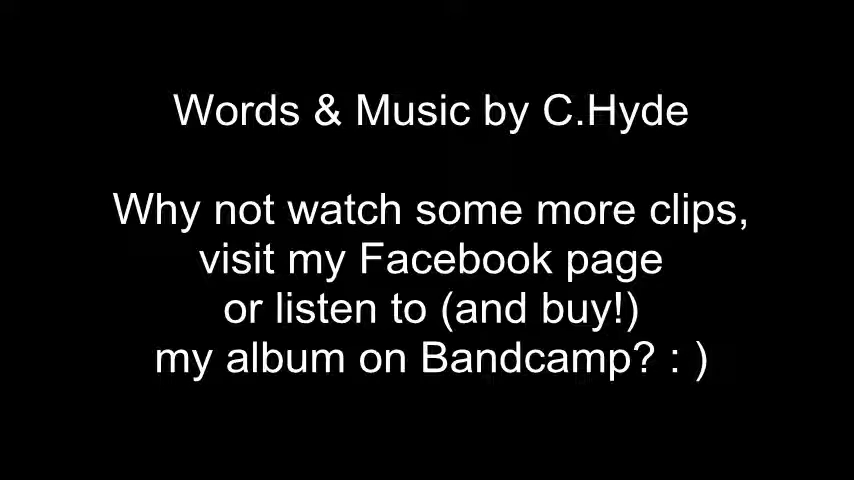 Words & Music by C.Hyde
Why not watch some more clips,
visit my Facebook page
or listen to (and buy!)
my album on Bandcamp? : )